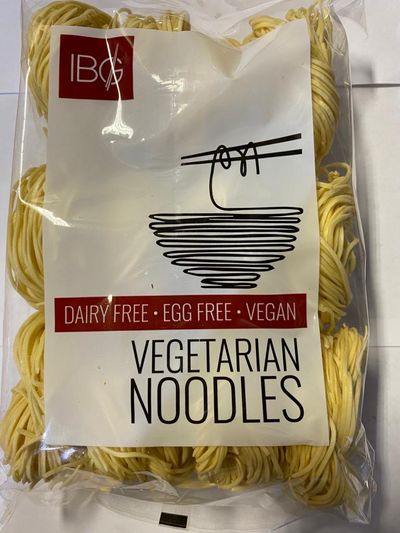 IBG
DAIRY FREE • EGG FREE • VEGAN
VEGETARIAN
NOODLES